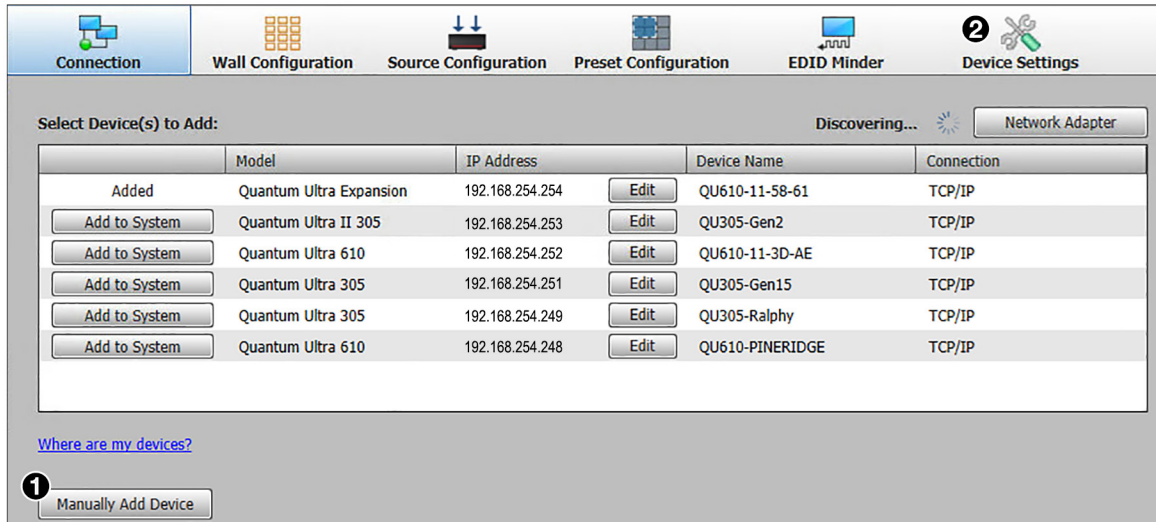 ❷
Connection Wall Configuration Source Configuration Preset Configuration EDID Minder Device Settings
Select Device(s) to Add: Discovering... Network Adapter
Model IP Address Device Name Connection
Added Quantum Ultra Expansion 192.168.254.254 Edit QU610-11-58-61 TCP/IP
Add to System Quantum Ultra II 305 192.168.254.253 Edit QU305-Gen2 TCP/IP
Add to System Quantum Ultra 610 192.168.254.252 Edit QU610-11-3D-AE TCP/IP
Add to System Quantum Ultra 305 192.168.254.251 Edit QU305-Gen15 TCP/IP
Add to System Quantum Ultra 305 192.168.254.249 Edit QU305-Ralphy TCP/IP
Add to System Quantum Ultra 610 192.168.254.248 Edit QU610-PINERIDGE TCP/IP
Where are my devices?
❶
Manually Add Device